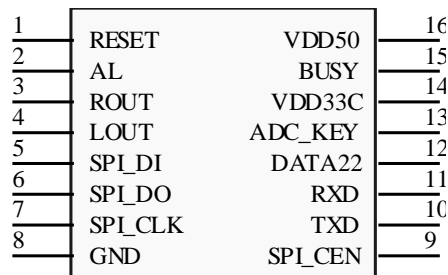 1 RESET VDD50 16
2 AL BUSY 15
3 ROUT VDD33C 14
4 LOUT ADC_KEY 13
5 SPI_DI DATA22 12
6 SPI_DO RXD 11
7 SPI_CLK TXD 10
8 GND SPI_CEN 9